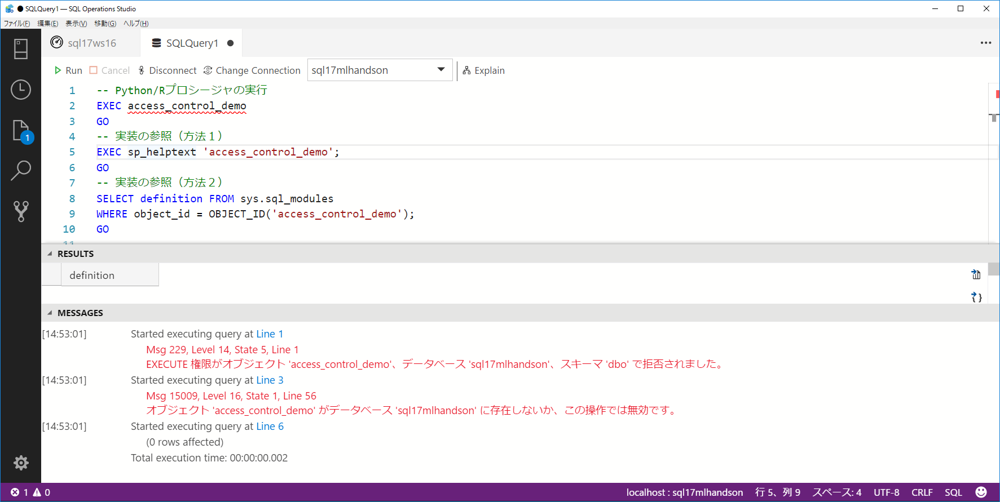 ● SQLQuery1 — SQL Operations Studio
ファイル(F) 編集(E) 表示(V) 移動(G) ヘルプ(H)
sql17ws16 SQLQuery1 ●
Run Cancel Disconnect Change Connection sql17mlhandson Explain
1 -- Python/Rプロシージャの実行
2 EXEC access_control_demo
3 GO
4 -- 実装の参照（方法１）
5 EXEC sp_helptext 'access_control_demo';
6 GO
7 -- 実装の参照（方法２）
8 SELECT definition FROM sys.sql_modules
9 WHERE object_id = OBJECT_ID('access_control_demo');
10 GO
11
1
RESULTS
definition
MESSAGES
[14:53:01] Started executing query at Line 1
Msg 229, Level 14, State 5, Line 1
EXECUTE 権限がオブジェクト 'access_control_demo'、データベース 'sql17mlhandson'、スキーマ 'dbo' で拒否されました。
[14:53:01] Started executing query at Line 3
Msg 15009, Level 16, State 1, Line 56
オブジェクト 'access_control_demo' がデータベース 'sql17mlhandson' に存在しないか、この操作では無効です。
[14:53:01] Started executing query at Line 6
(0 rows affected)
Total execution time: 00:00:00.002
1 0 localhost : sql17mlhandson 行 5、列 9 スペース: 4 UTF-8 CRLF SQL